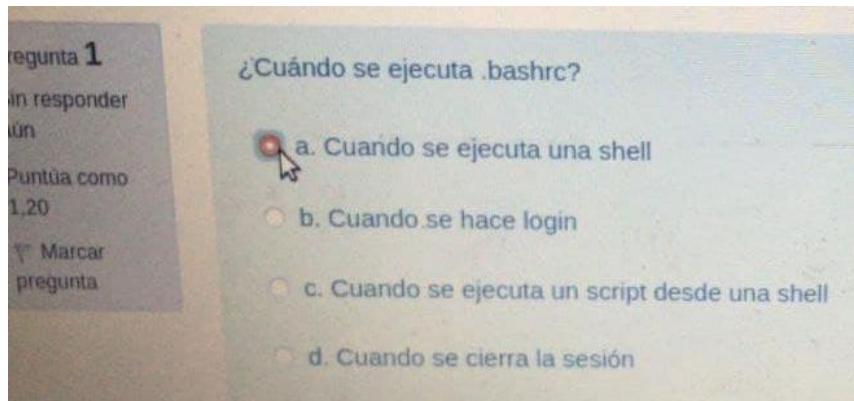 regunta 1
in responder
ún
Puntúa como
1,20
Marcar
pregunta
¿Cuándo se ejecuta .bashrc?
a. Cuando se ejecuta una shell
b. Cuando se hace login
c. Cuando se ejecuta un script desde una shell
d. Cuando se cierra la sesión